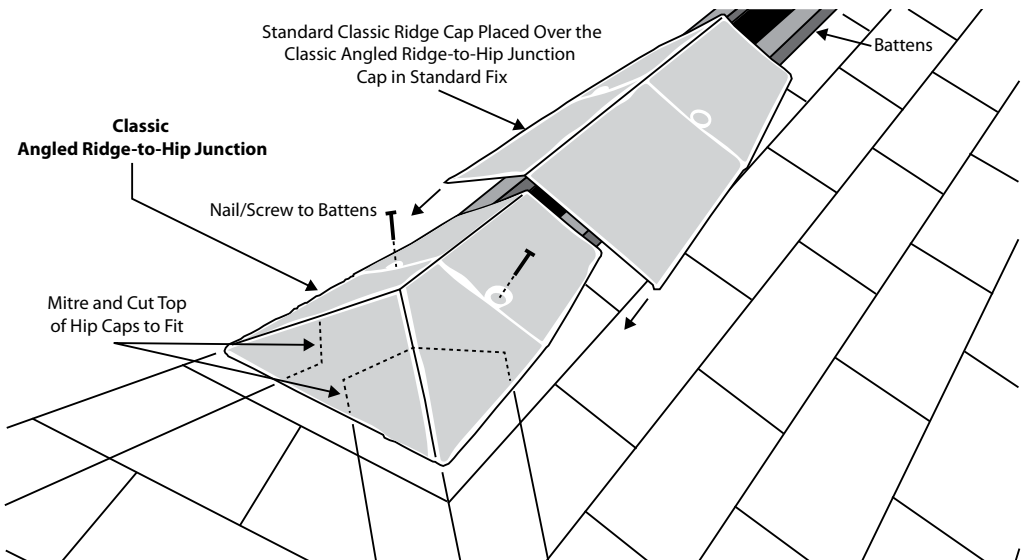 Standard Classic Ridge Cap Placed Over the
Classic Angled Ridge-to-Hip Junction
Cap in Standard Fix
Battens
Classic
Angled Ridge-to-Hip Junction
Nail/Screw to Battens
Mitre and Cut Top
of Hip Caps to Fit